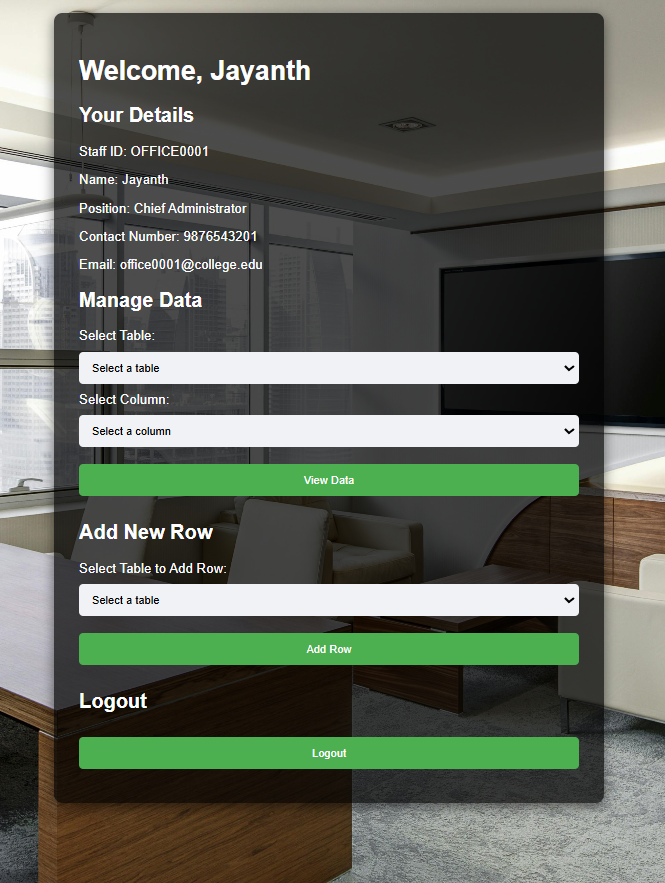 Welcome, Jayanth
Your Details
Staff ID: OFFICE0001
Name: Jayanth
Position: Chief Administrator
Contact Number: 9876543201
Email: office0001@college.edu
Manage Data
Select Table:
Select a table
Select Column:
Select a column
View Data
Add New Row
Select Table to Add Row:
Select a table
Add Row
Logout
Logout